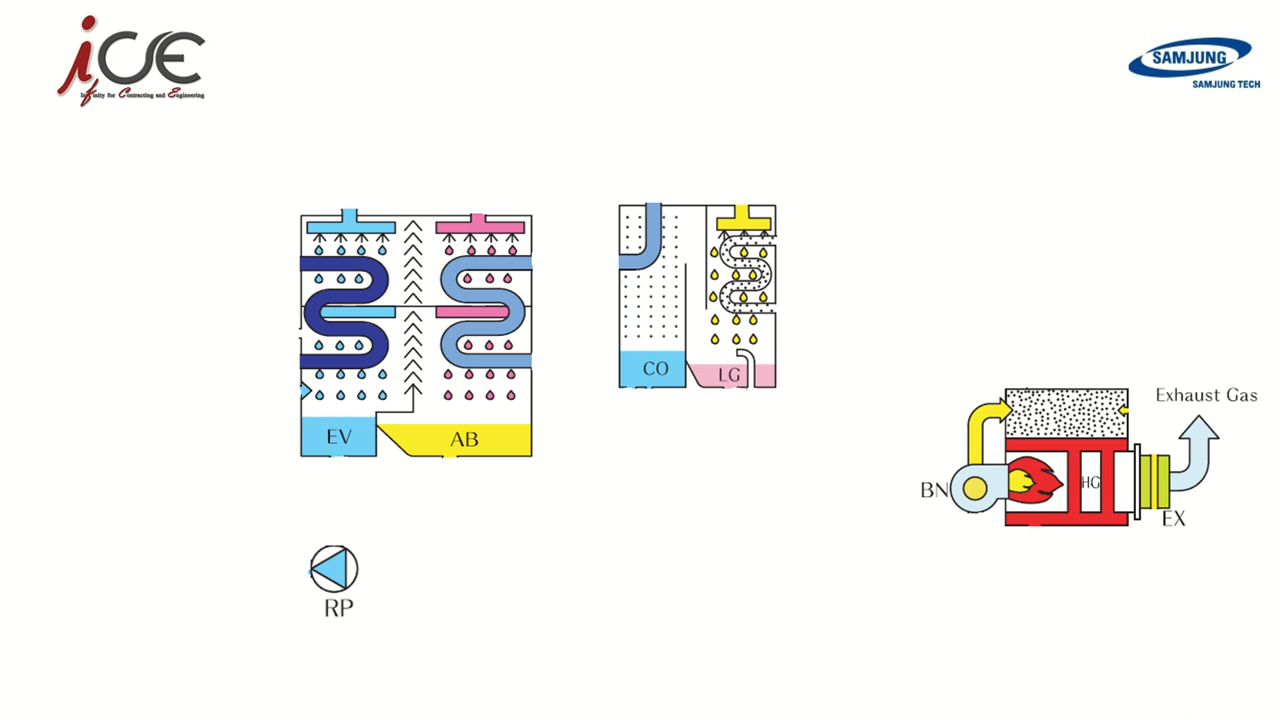 iCE
Infinity for Contracting and Engineering
SAMJUNG
SAMJUNG TECH
CO
LG
Exhaust Gas
EV
AB
BN
HG
EX
RP